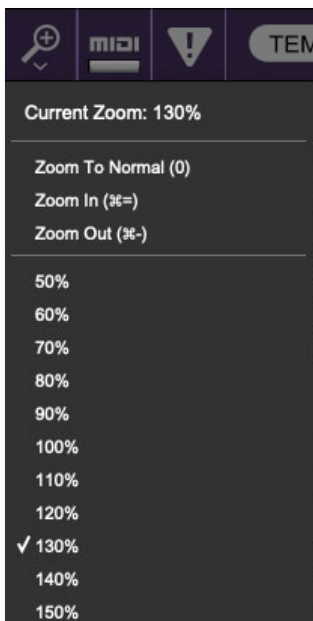 MIDI
TEM
Current Zoom: 130%
Zoom To Normal (0)
Zoom In (⌘=)
Zoom Out (⌘-)
50%
60%
70%
80%
90%
100%
110%
120%
✓ 130%
140%
150%